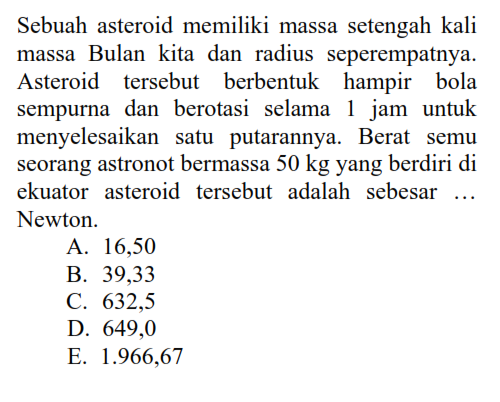 Sebuah asteroid memiliki massa setengah kali
massa Bulan kita dan radius seperempatnya.
Asteroid tersebut berbentuk hampir bola
sempurna dan berotasi selama 1 jam untuk
menyelesaikan satu putarannya. Berat semu
seorang astronot bermassa 50 kg yang berdiri di
ekuator asteroid tersebut adalah sebesar …
Newton.
A. 16,50
B. 39,33
C. 632,5
D. 649,0
E. 1.966,67